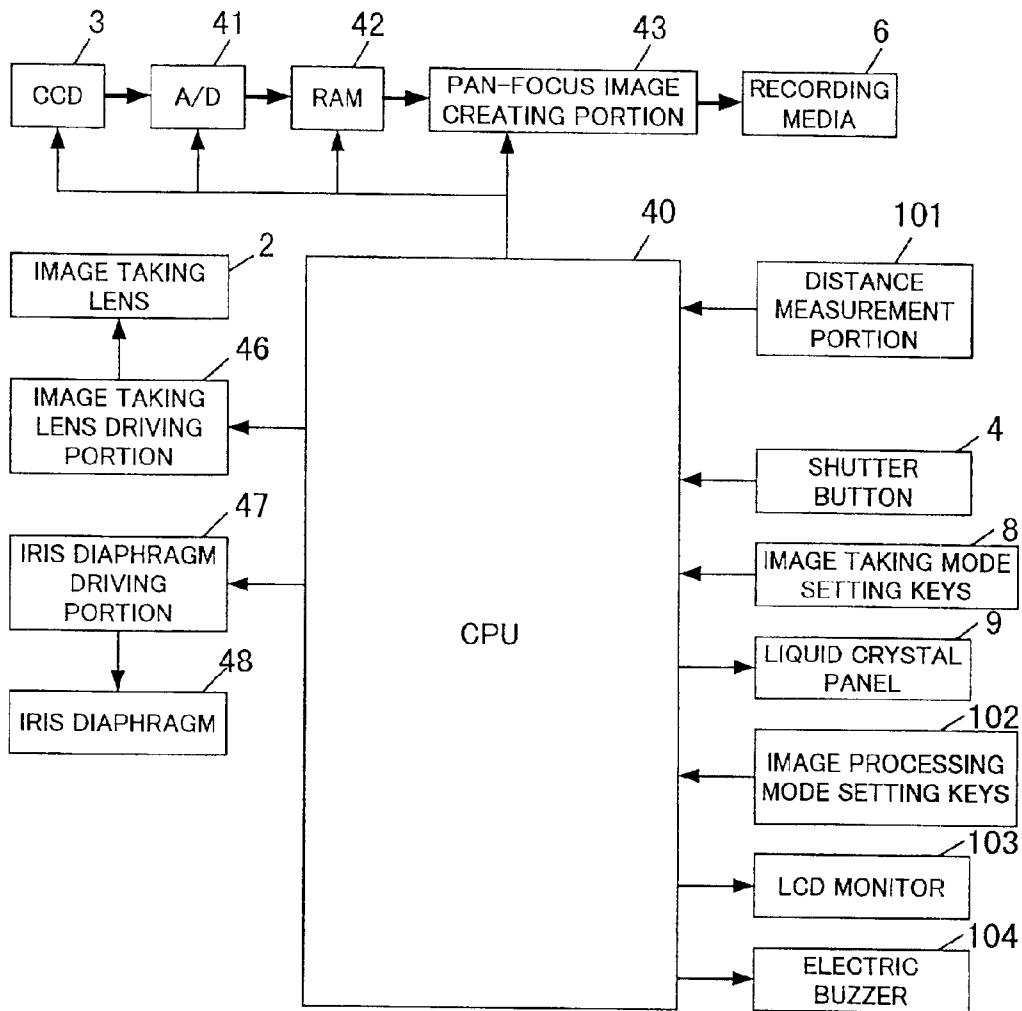 3
41
42
43
6
CCD
A/D
RAM
PAN-FOCUS IMAGE
CREATING PORTION
RECORDING
MEDIA
2
IMAGE TAKING
LENS
46
IMAGE TAKING
LENS DRIVING
PORTION
47
IRIS DIAPHRAGM
DRIVING
PORTION
48
IRIS DIAPHRAGM
40
CPU
101
DISTANCE
MEASUREMENT
PORTION
4
SHUTTER
BUTTON
8
IMAGE TAKING MODE
SETTING KEYS
9
LIQUID CRYSTAL
PANEL
102
IMAGE PROCESSING
MODE SETTING KEYS
103
LCD MONITOR
104
ELECTRIC
BUZZER